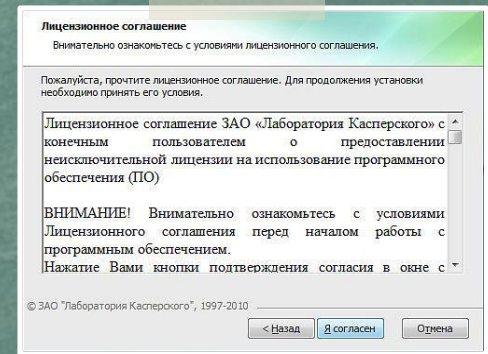 Лицензионное соглашение
Внимательно ознакомьтесь с условиями лицензионного соглашения.
Пожалуйста, прочтите лицензионное соглашение. Для продолжения установки
необходимо принять его условия.
Лицензионное соглашение ЗАО «Лаборатория Касперского» с
конечным пользователем о предоставлении
неисключительной лицензии на использование программного
обеспечения (ПО)
ВНИМАНИЕ! Внимательно ознакомьтесь с условиями
Лицензионного соглашения перед началом работы с
программным обеспечением.
Нажатие Вами кнопки подтверждения согласия в окне с
© ЗАО "Лаборатория Касперского", 1997-2010
< Назад Я согласен Отмена